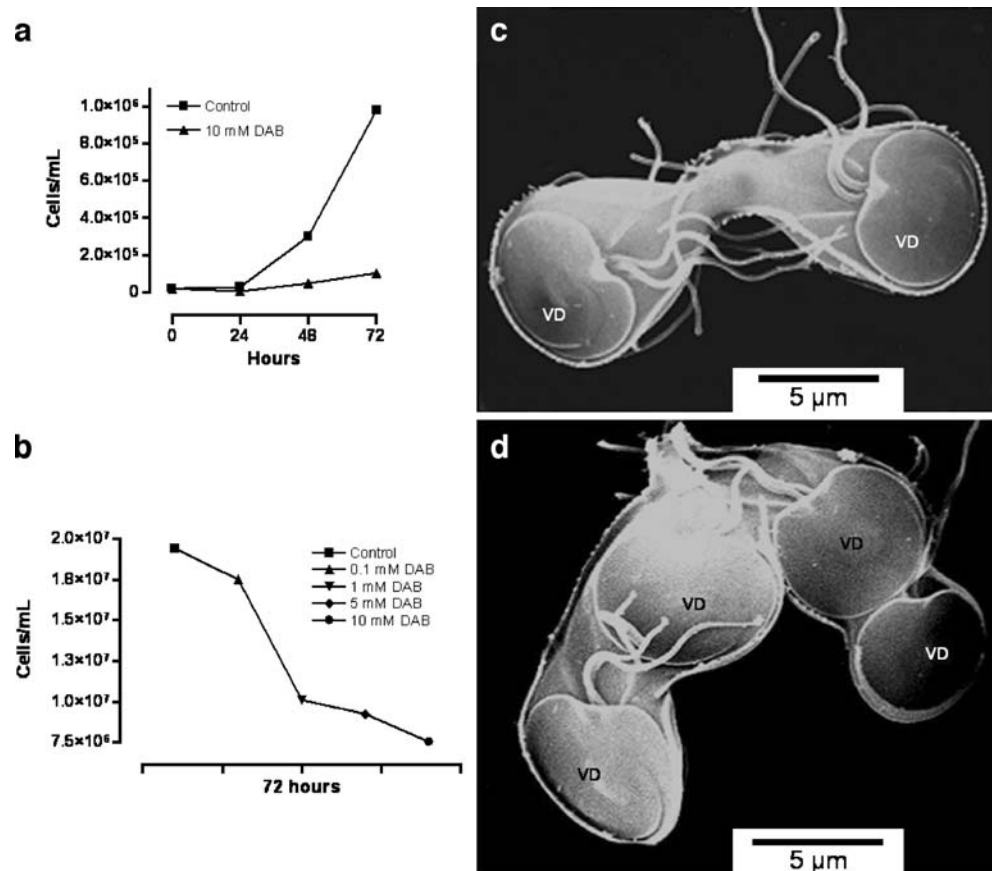 a
Control
10 mM DAB
1.0×10⁶
8.0×10⁵
6.0×10⁵
4.0×10⁵
2.0×10⁵
0
Cells/mL
0 24 48 72
Hours
b
Control
0.1 mM DAB
1 mM DAB
5 mM DAB
10 mM DAB
2.0×10⁷
1.8×10⁷
1.5×10⁷
1.3×10⁷
1.0×10⁷
7.5×10⁶
Cells/mL
72 hours
c
VD
VD
5 µm
d
VD
VD
VD
VD
5 µm